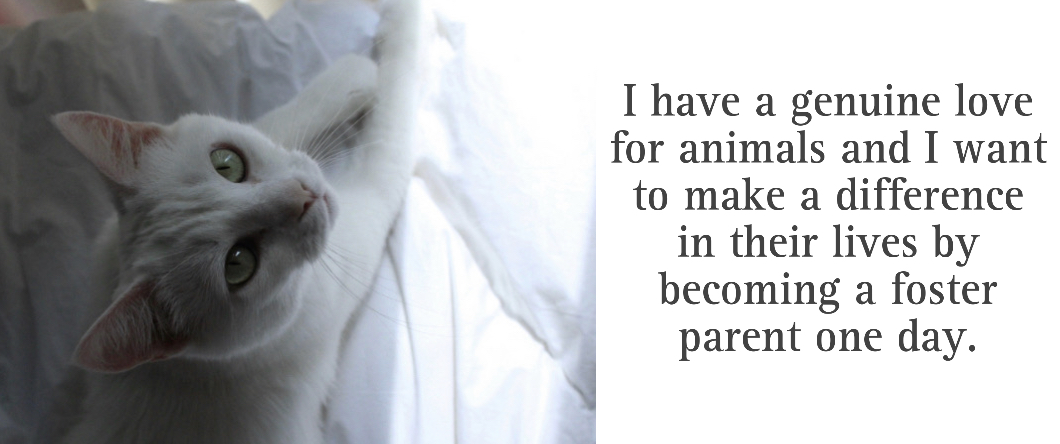 I have a genuine love
for animals and I want
to make a difference
in their lives by
becoming a foster
parent one day.